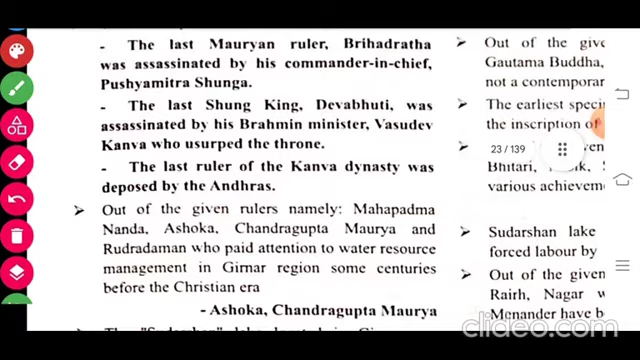 - The last Mauryan ruler, Brihadratha
was assassinated by his commander-in-chief,
Pushyamitra Shunga.
- The last Shung King, Devabhuti, was
assassinated by his Brahmin minister, Vasudev
Kanva who usurped the throne.
- The last ruler of the Kanva dynasty was
deposed by the Andhras.
➢ Out of the given rulers namely: Mahapadma
Nanda, Ashoka, Chandragupta Maurya and
Rudradaman who paid attention to water resource
management in Girnar region some centuries
before the Christian era
- Ashoka, Chandragupta Maurya
➢ Out of the give
Gautama Buddha,
not a contemporar
➢ The earliest speci
the inscription of
23 / 139
Bhitari,
various achievem
➢ Sudarshan lake
forced labour by
➢ Out of the given
Rairh, Nagar w
Menander have b
clideo.com